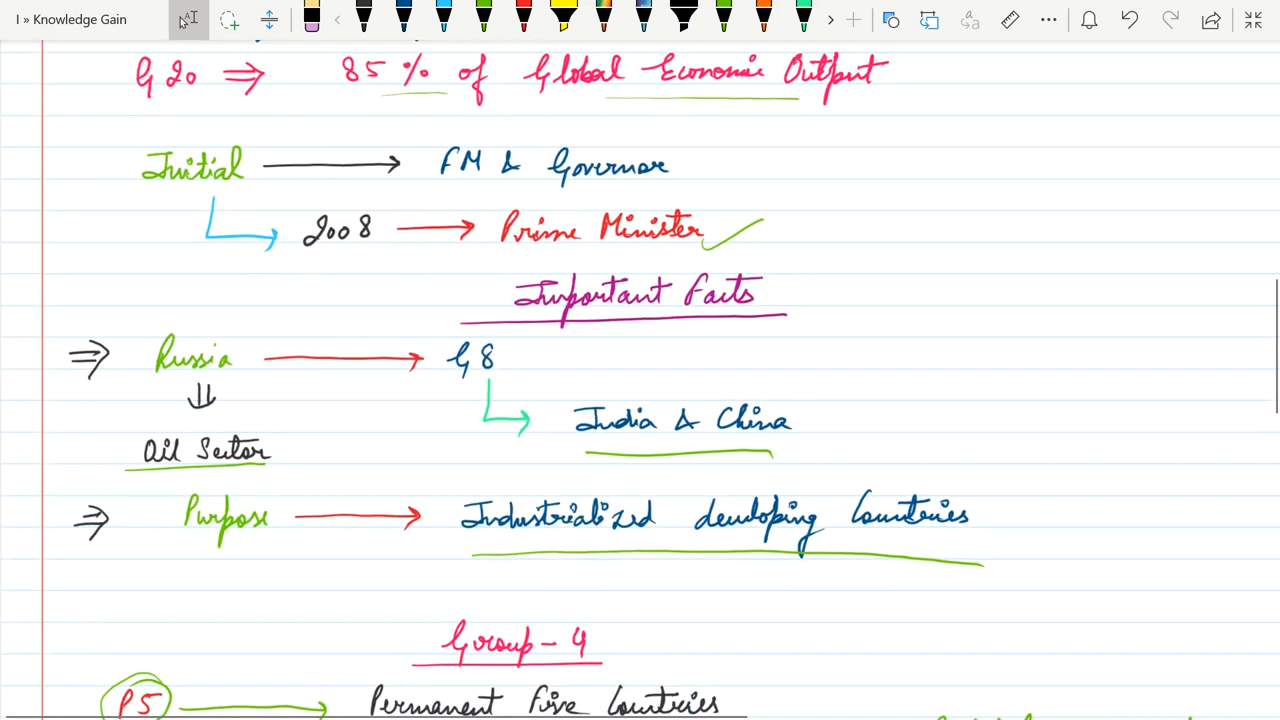 I » Knowledge Gain
G20 ⇒ 85 % of Global Economic Output
Initial → FM & Governor
2008 → Prime Minister ✓
Important Facts
⇒ Russia → G8
India & China
Oil Sector
⇒ Purpose → Industrialized developing Countries
Group - 4
P5 → Permanent Five Countries